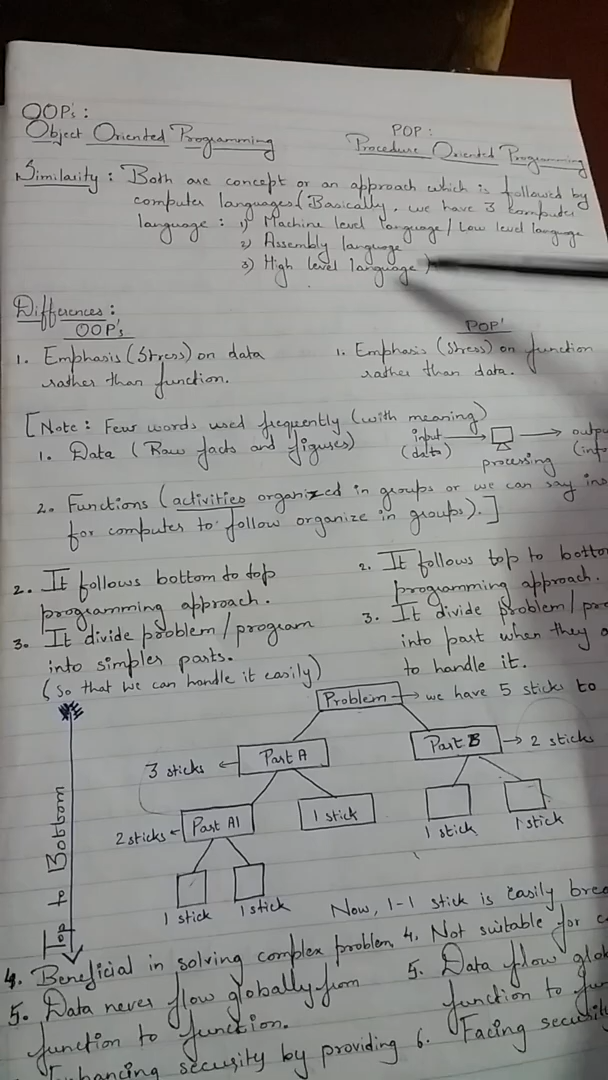 OOP's :
Object Oriented Programming
POP :
Procedure Oriented Programming
Similarity : Both are concept or an approach which is followed by
computer languages (Basically, we have 3 computer
language : 1) Machine level language / Low level language
2) Assembly language
3) High level language )
Differences :
OOP's
1. Emphasis (Stress) on data
rather than function.
POP'
1. Emphasis (Stress) on function
rather than data.
[Note : Few words used frequently (with meaning)
1. Data (Raw facts and figures)
input
(data)
processing
2. Functions (activities organized in groups or we can say
for computer to follow organize in groups). ]
2. It follows bottom to top
programming approach.
3. It divide problem / program
into simpler parts.
(So that we can handle it easily)
2. It follows top to
programming approach.
3. It divide problem /
into part when they
to handle it.
Problem → we have 5 sticks to
3 sticks ← Part A
Part B → 2 sticks
2 sticks ← Part A1
1 stick
1 stick 1 stick
1 stick 1 stick
Top to Bottom
Now, 1-1 stick is easily
4. Beneficial in solving complex problem
4. Not suitable for
5. Data never flow globally from
function to function.
5. Data flow
function to
Enhancing security by providing
6. Facing